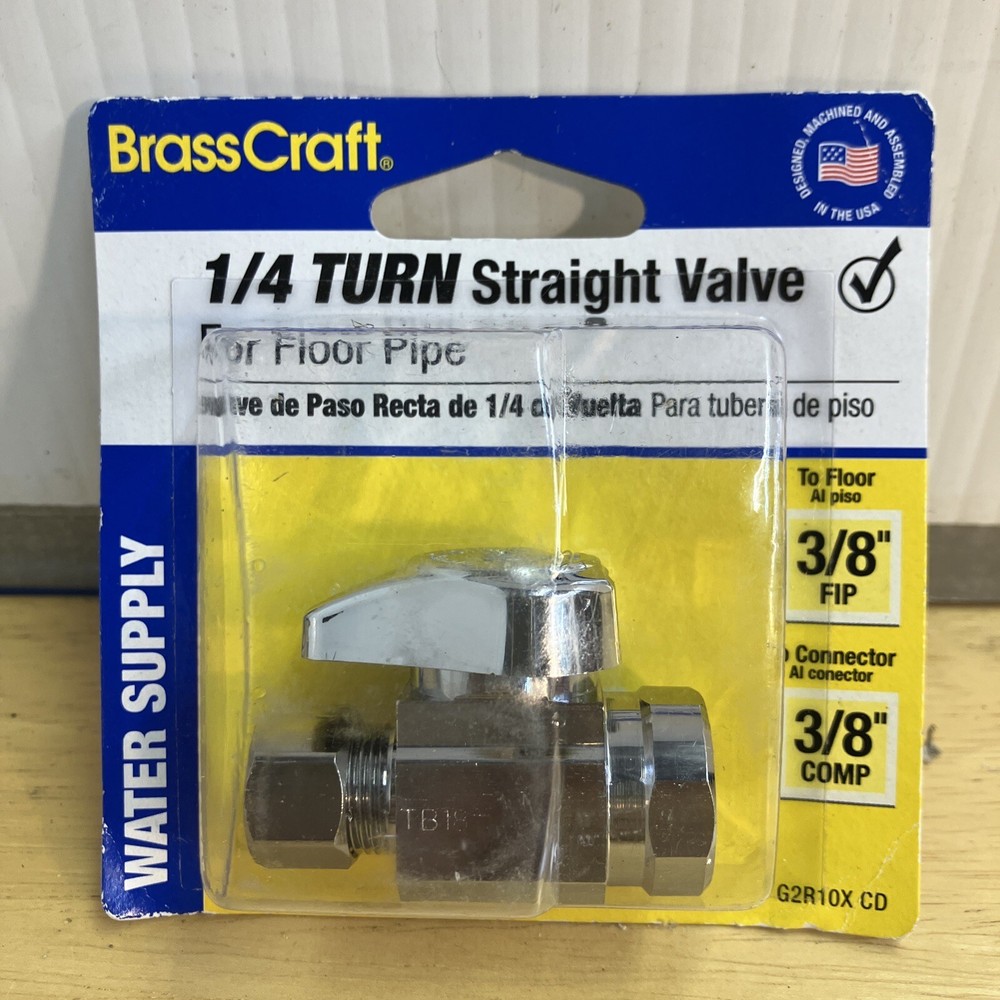 BrassCraft®
DESIGNED, MACHINED AND ASSEMBLED
IN THE USA
1/4 TURN Straight Valve
For Floor Pipe
de Paso Recta de 1/4 Vuelta Para de piso
To Floor
Al piso
3/8"
FIP
Connector
Al conector
3/8"
COMP
WATER SUPPLY
G2R10X CD